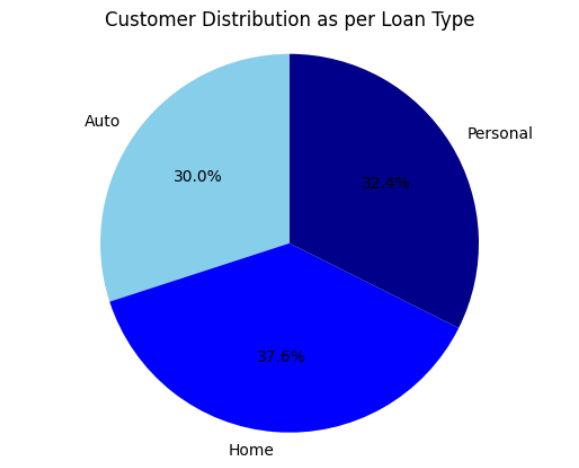 Customer Distribution as per Loan Type
Auto
Personal
30.0%
32.4%
37.6%
Home